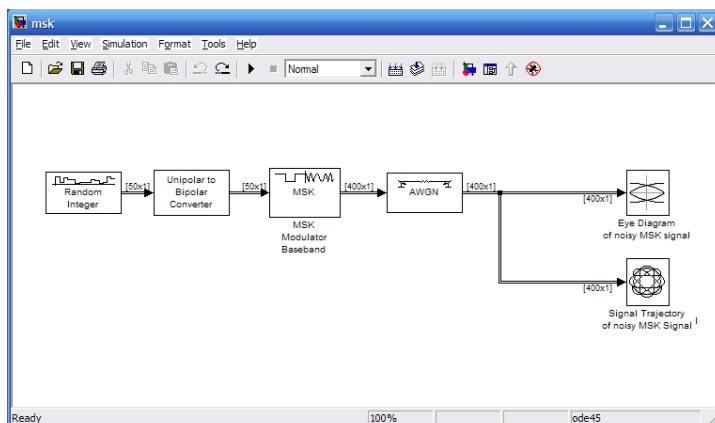 msk
File Edit View Simulation Format Tools Help
Normal
Random
Integer
[50x1]
Unipolar to
Bipolar
Converter
[50x1]
MSK
MSK
Modulator
Baseband
[400x1]
AWGN
[400x1]
[400x1]
Eye Diagram
of noisy MSK signal
[400x1]
Signal Trajectory
of noisy MSK Signal
Ready 100% ode45